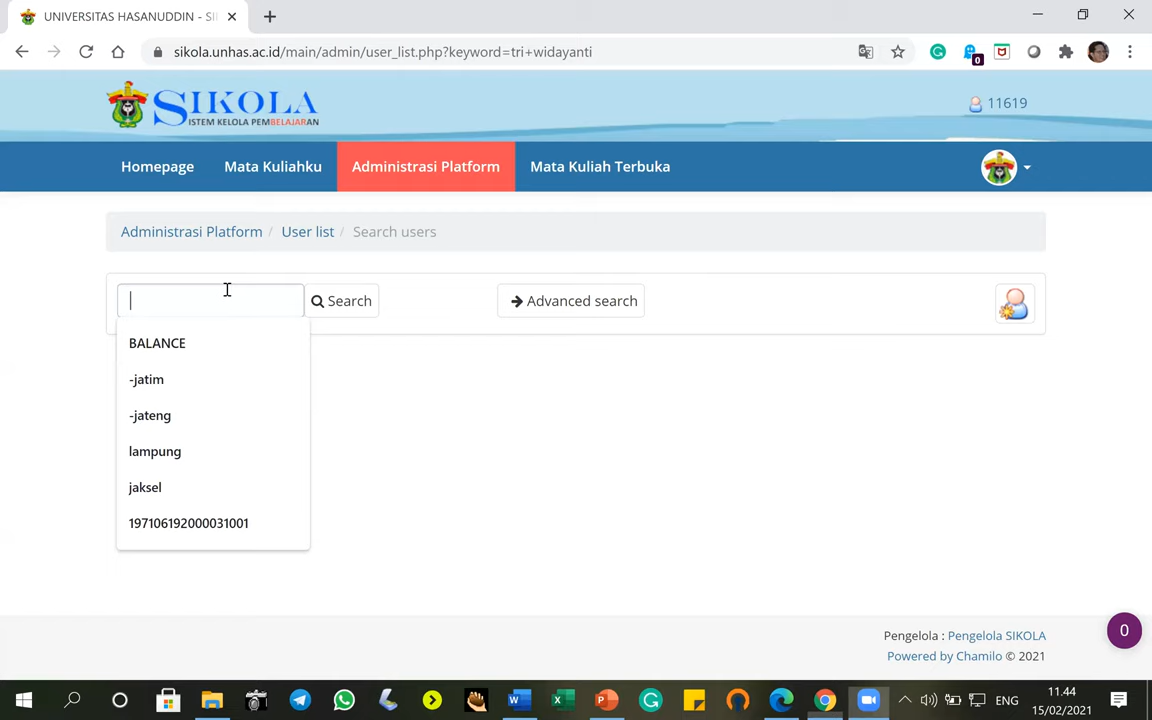 UNIVERSITAS HASANUDDIN - SI
sikola.unhas.ac.id/main/admin/user_list.php?keyword=tri+widayanti
0
SIKOLA
ISTEM KELOLA PEMBELAJARAN
11619
Homepage
Mata Kuliahku
Administrasi Platform
Mata Kuliah Terbuka
Administrasi Platform / User list / Search users
Search
Advanced search
BALANCE
-jatim
-jateng
lampung
jaksel
197106192000031001
Pengelola : Pengelola SIKOLA
Powered by Chamilo © 2021
0
ENG
11.44
15/02/2021